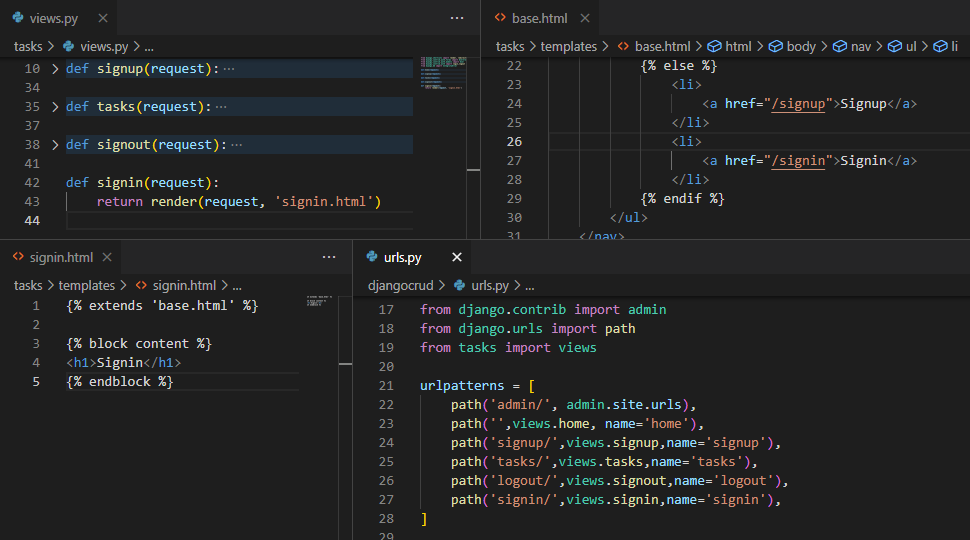 views.py
tasks > views.py > ...
10 def signup(request): ...
34
35 def tasks(request): ...
37
38 def signout(request): ...
41
42 def signin(request):
43     return render(request, 'signin.html')
44
base.html
tasks > templates > base.html > html > body > nav > ul > li
22 {% else %}
23 <li>
24 <a href="/signup">Signup</a>
25 </li>
26 <li>
27 <a href="/signin">Signin</a>
28 </li>
29 {% endif %}
30 </ul>
31 </nav>
signin.html
tasks > templates > signin.html > ...
1 {% extends 'base.html' %}
2
3 {% block content %}
4 <h1>Signin</h1>
5 {% endblock %}
urls.py
djangocrud > urls.py > ...
17 from django.contrib import admin
18 from django.urls import path
19 from tasks import views
20
21 urlpatterns = [
22     path('admin/', admin.site.urls),
23     path('',views.home, name='home'),
24     path('signup/',views.signup,name='signup'),
25     path('tasks/',views.tasks,name='tasks'),
26     path('logout/',views.signout,name='logout'),
27     path('signin/',views.signin,name='signin'),
28 ]
29